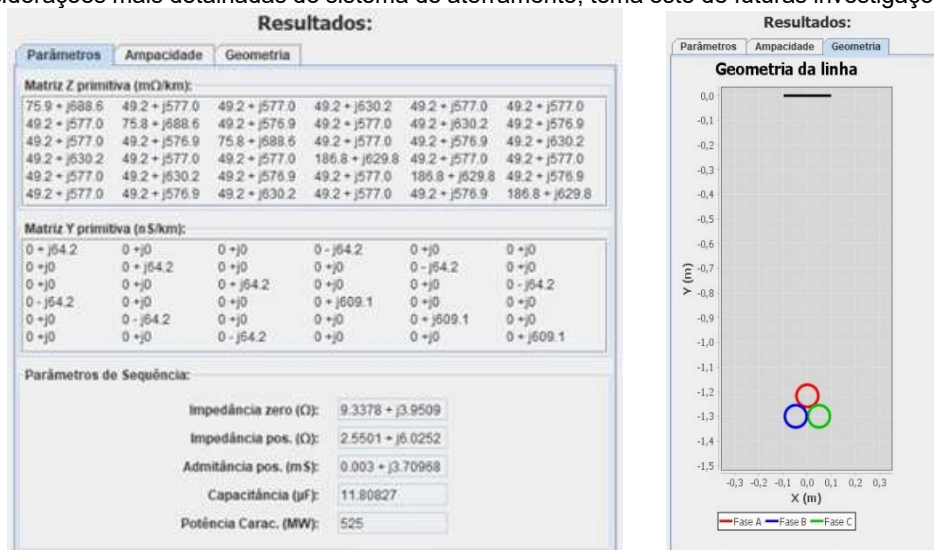 Resultados:
Parâmetros Ampacidade Geometria
Matriz Z primitiva (mΩ/km):
75.9 + j688.6 49.2 + j577.0 49.2 + j577.0 49.2 + j630.2 49.2 + j577.0 49.2 + j577.0
49.2 + j577.0 75.8 + j688.6 49.2 + j576.9 49.2 + j577.0 49.2 + j630.2 49.2 + j576.9
49.2 + j577.0 49.2 + j576.9 75.8 + j688.6 49.2 + j577.0 49.2 + j576.9 49.2 + j630.2
49.2 + j630.2 49.2 + j577.0 49.2 + j577.0 186.8 + j629.8 49.2 + j577.0 49.2 + j577.0
49.2 + j577.0 49.2 + j630.2 49.2 + j576.9 49.2 + j577.0 186.8 + j629.8 49.2 + j576.9
49.2 + j577.0 49.2 + j576.9 49.2 + j630.2 49.2 + j577.0 49.2 + j576.9 186.8 + j629.8
Matriz Y primitiva (nS/km):
0 + j64.2 0 +j0 0 +j0 0 - j64.2 0 +j0 0 +j0
0 +j0 0 + j64.2 0 +j0 0 +j0 0 - j64.2 0 +j0
0 +j0 0 +j0 0 + j64.2 0 +j0 0 +j0 0 - j64.2
0 - j64.2 0 +j0 0 +j0 0 + j609.1 0 +j0 0 +j0
0 +j0 0 - j64.2 0 +j0 0 +j0 0 + j609.1 0 +j0
0 +j0 0 +j0 0 - j64.2 0 +j0 0 +j0 0 + j609.1
Parâmetros de Sequência:
Impedância zero (Ω): 9.3378 + j3.9509
Impedância pos. (Ω): 2.5501 + j6.0252
Admitância pos. (mS): 0.003 + j3.70968
Capacitância (µF): 11.80827
Potência Carac. (MW): 525
Resultados:
Parâmetros Ampacidade Geometria
Geometria da linha
0,0
-0,1
-0,2
-0,3
-0,4
-0,5
-0,6
-0,7
-0,8
-0,9
-1,0
-1,1
-1,2
-1,3
-1,4
-1,5
Y (m)
-0,3 -0,2 -0,1 0,0 0,1 0,2 0,3
X (m)
Fase A Fase B Fase C